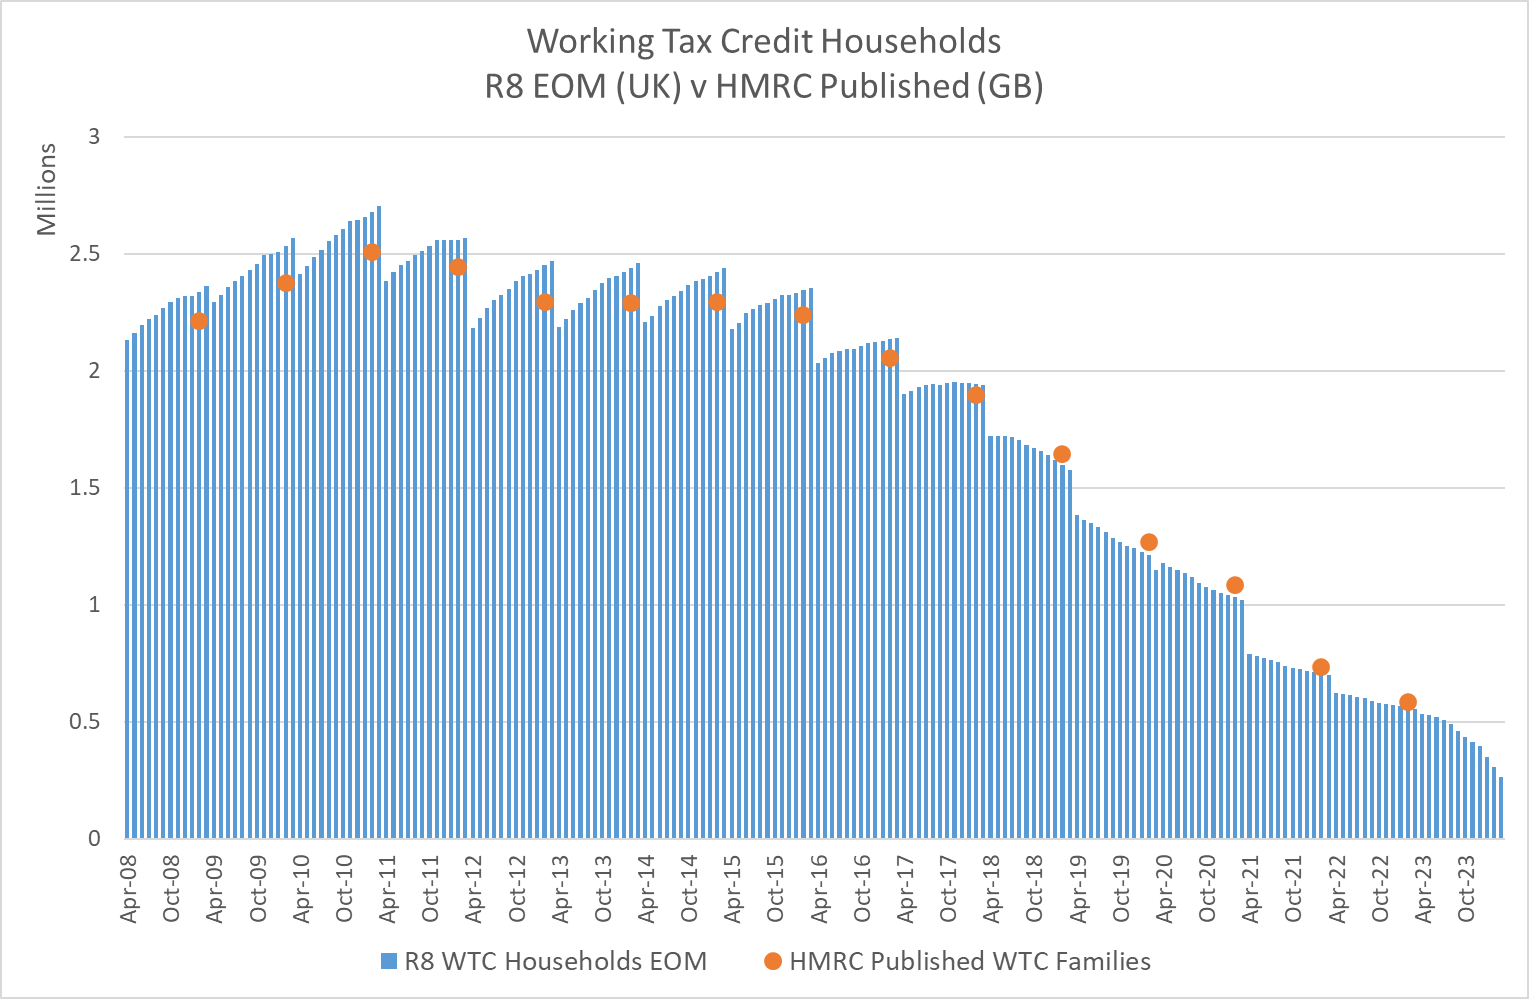 Working Tax Credit Households
R8 EOM (UK) v HMRC Published (GB)
Millions
3
2.5
2
1.5
1
0.5
0
Apr-08
Oct-08
Apr-09
Oct-09
Apr-10
Oct-10
Apr-11
Oct-11
Apr-12
Oct-12
Apr-13
Oct-13
Apr-14
Oct-14
Apr-15
Oct-15
Apr-16
Oct-16
Apr-17
Oct-17
Apr-18
Oct-18
Apr-19
Oct-19
Apr-20
Oct-20
Apr-21
Oct-21
Apr-22
Oct-22
Apr-23
Oct-23
R8 WTC Households EOM
HMRC Published WTC Families